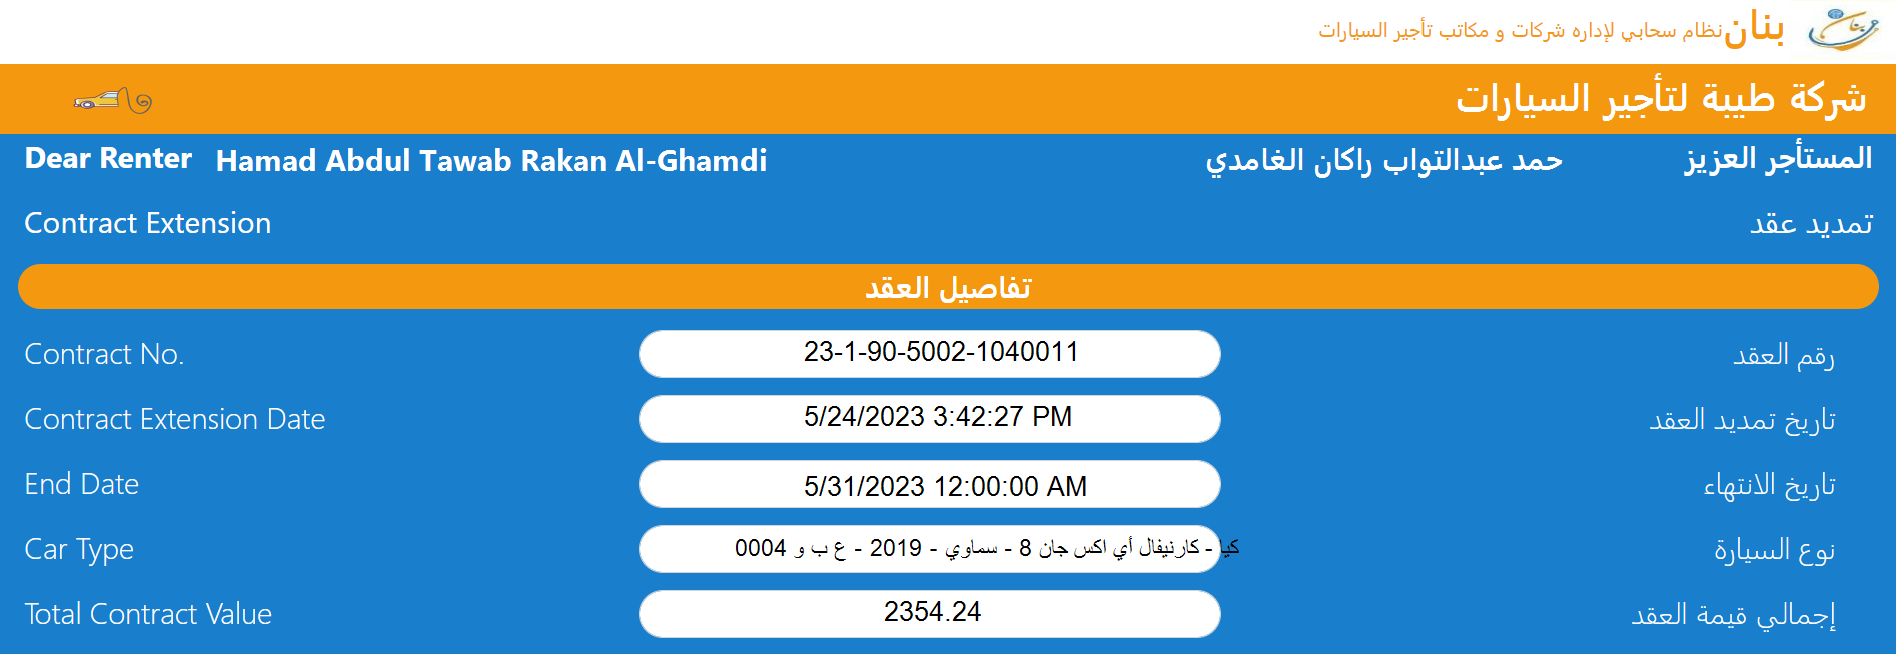 بنان نظام سحابي لإداره شركات و مكاتب تأجير السيارات
شركة طيبة لتأجير السيارات
Dear Renter Hamad Abdul Tawab Rakan Al-Ghamdi حمد عبدالتواب راكان الغامدي المستأجر العزيز
Contract Extension تمديد عقد
تفاصيل العقد
Contract No. 23-1-90-5002-1040011 رقم العقد
Contract Extension Date 5/24/2023 3:42:27 PM تاريخ تمديد العقد
End Date 5/31/2023 12:00:00 AM تاريخ الانتهاء
Car Type كيا - كارنيفال أي اكس جان 8 - سماوي - 2019 - ع ب و 0004 نوع السيارة
Total Contract Value 2354.24 إجمالي قيمة العقد